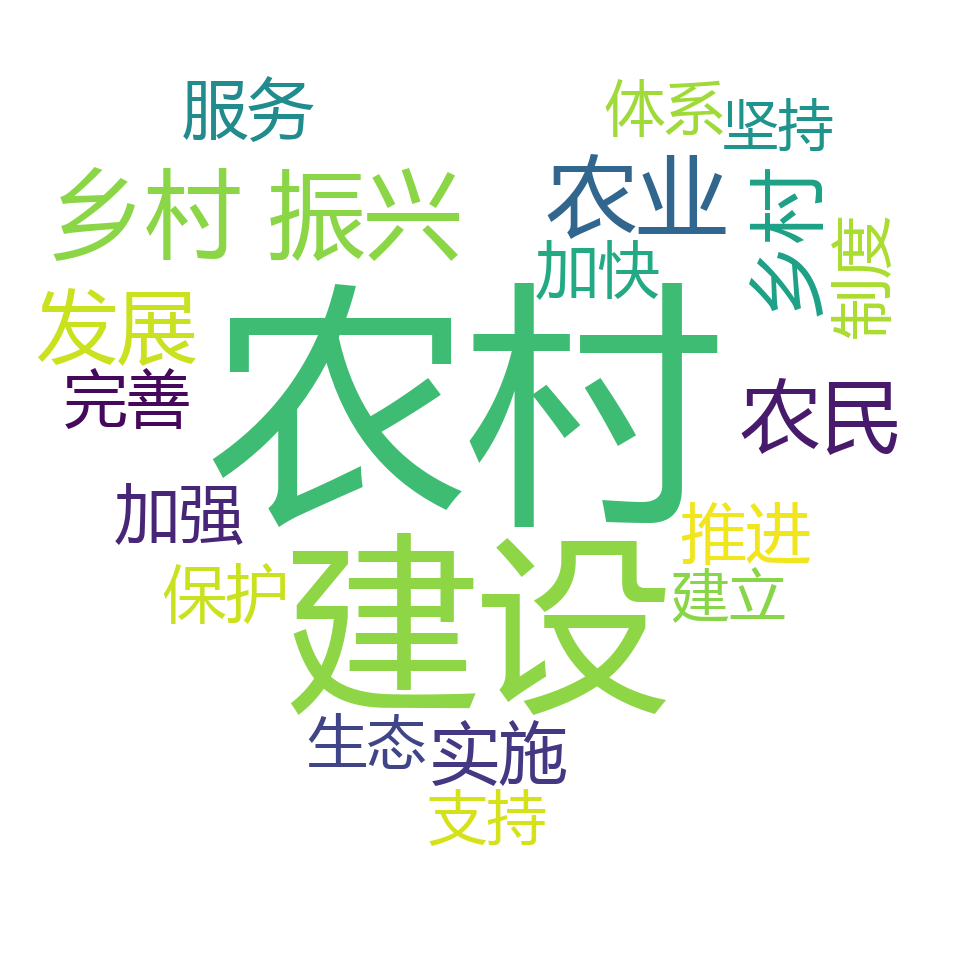 服务
体系
坚持
乡村 振兴
农业
乡村
制度
加快
发展
农村
完善
农民
加强
推进
保护
建设
建立
生态
实施
支持